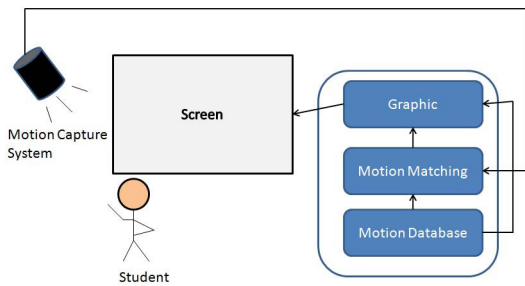 Screen
Graphic
Motion Capture
System
Motion Matching
Motion Database
Student